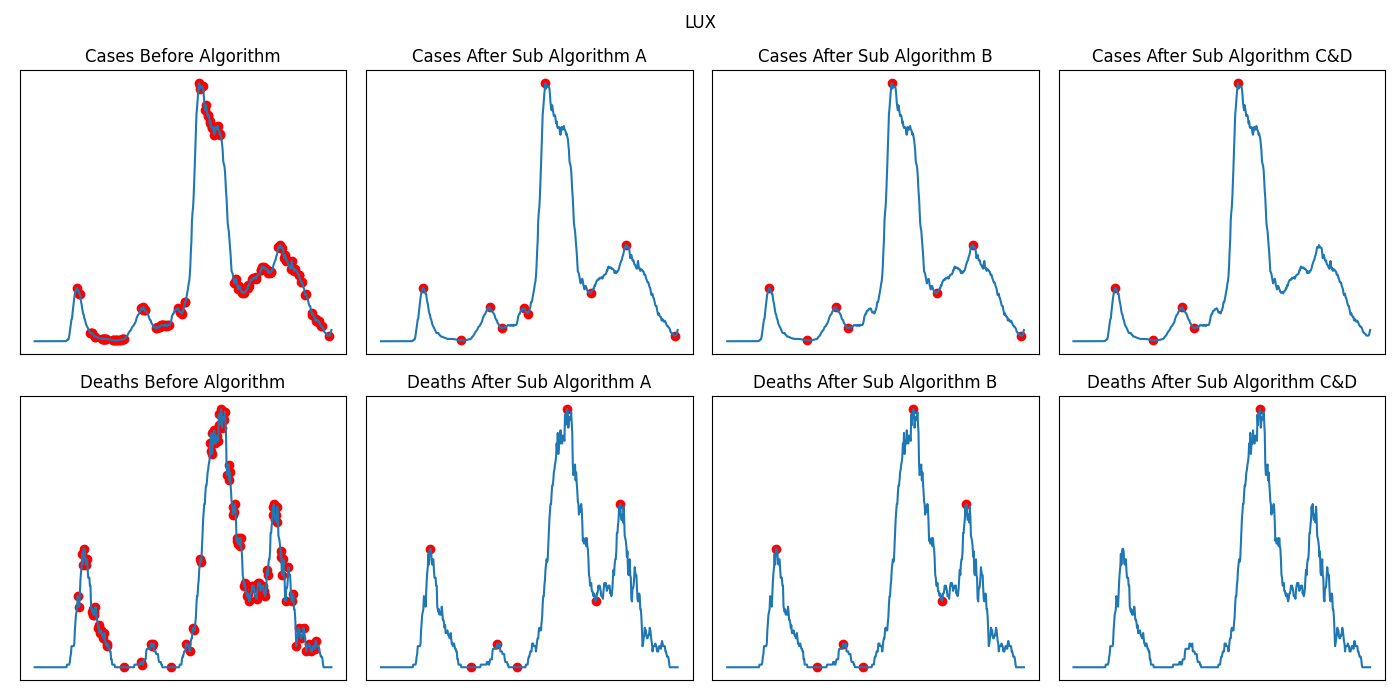 LUX
Cases Before Algorithm
Cases After Sub Algorithm A
Cases After Sub Algorithm B
Cases After Sub Algorithm C&D
Deaths Before Algorithm
Deaths After Sub Algorithm A
Deaths After Sub Algorithm B
Deaths After Sub Algorithm C&D